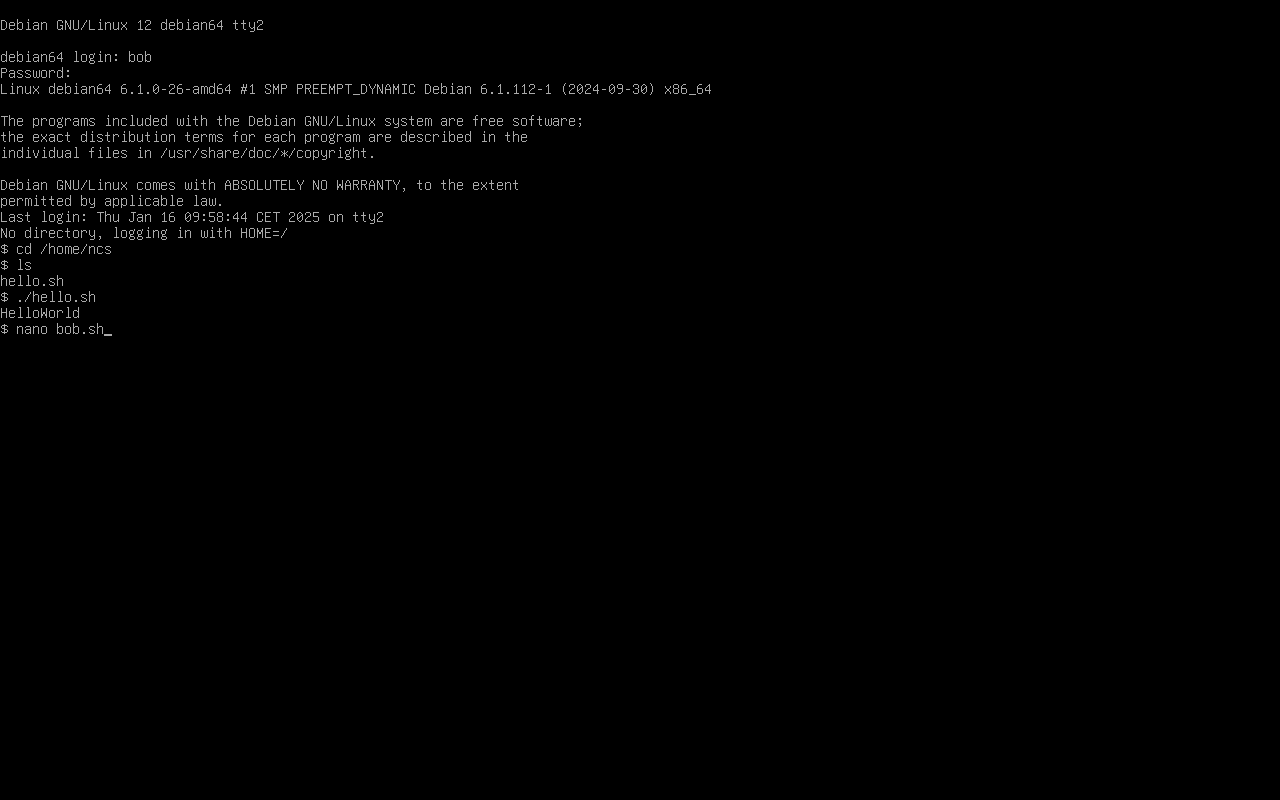 Debian GNU/Linux 12 debian64 tty2
debian64 login: bob
Password:
Linux debian64 6.1.0-26-amd64 #1 SMP PREEMPT_DYNAMIC Debian 6.1.112-1 (2024-09-30) x86_64
The programs included with the Debian GNU/Linux system are free software;
the exact distribution terms for each program are described in the
individual files in /usr/share/doc/*/copyright.
Debian GNU/Linux comes with ABSOLUTELY NO WARRANTY, to the extent
permitted by applicable law.
Last login: Thu Jan 16 09:58:44 CET 2025 on tty2
No directory, logging in with HOME=/
$ cd /home/ncs
$ ls
hello.sh
$ ./hello.sh
HelloWorld
$ nano bob.sh_